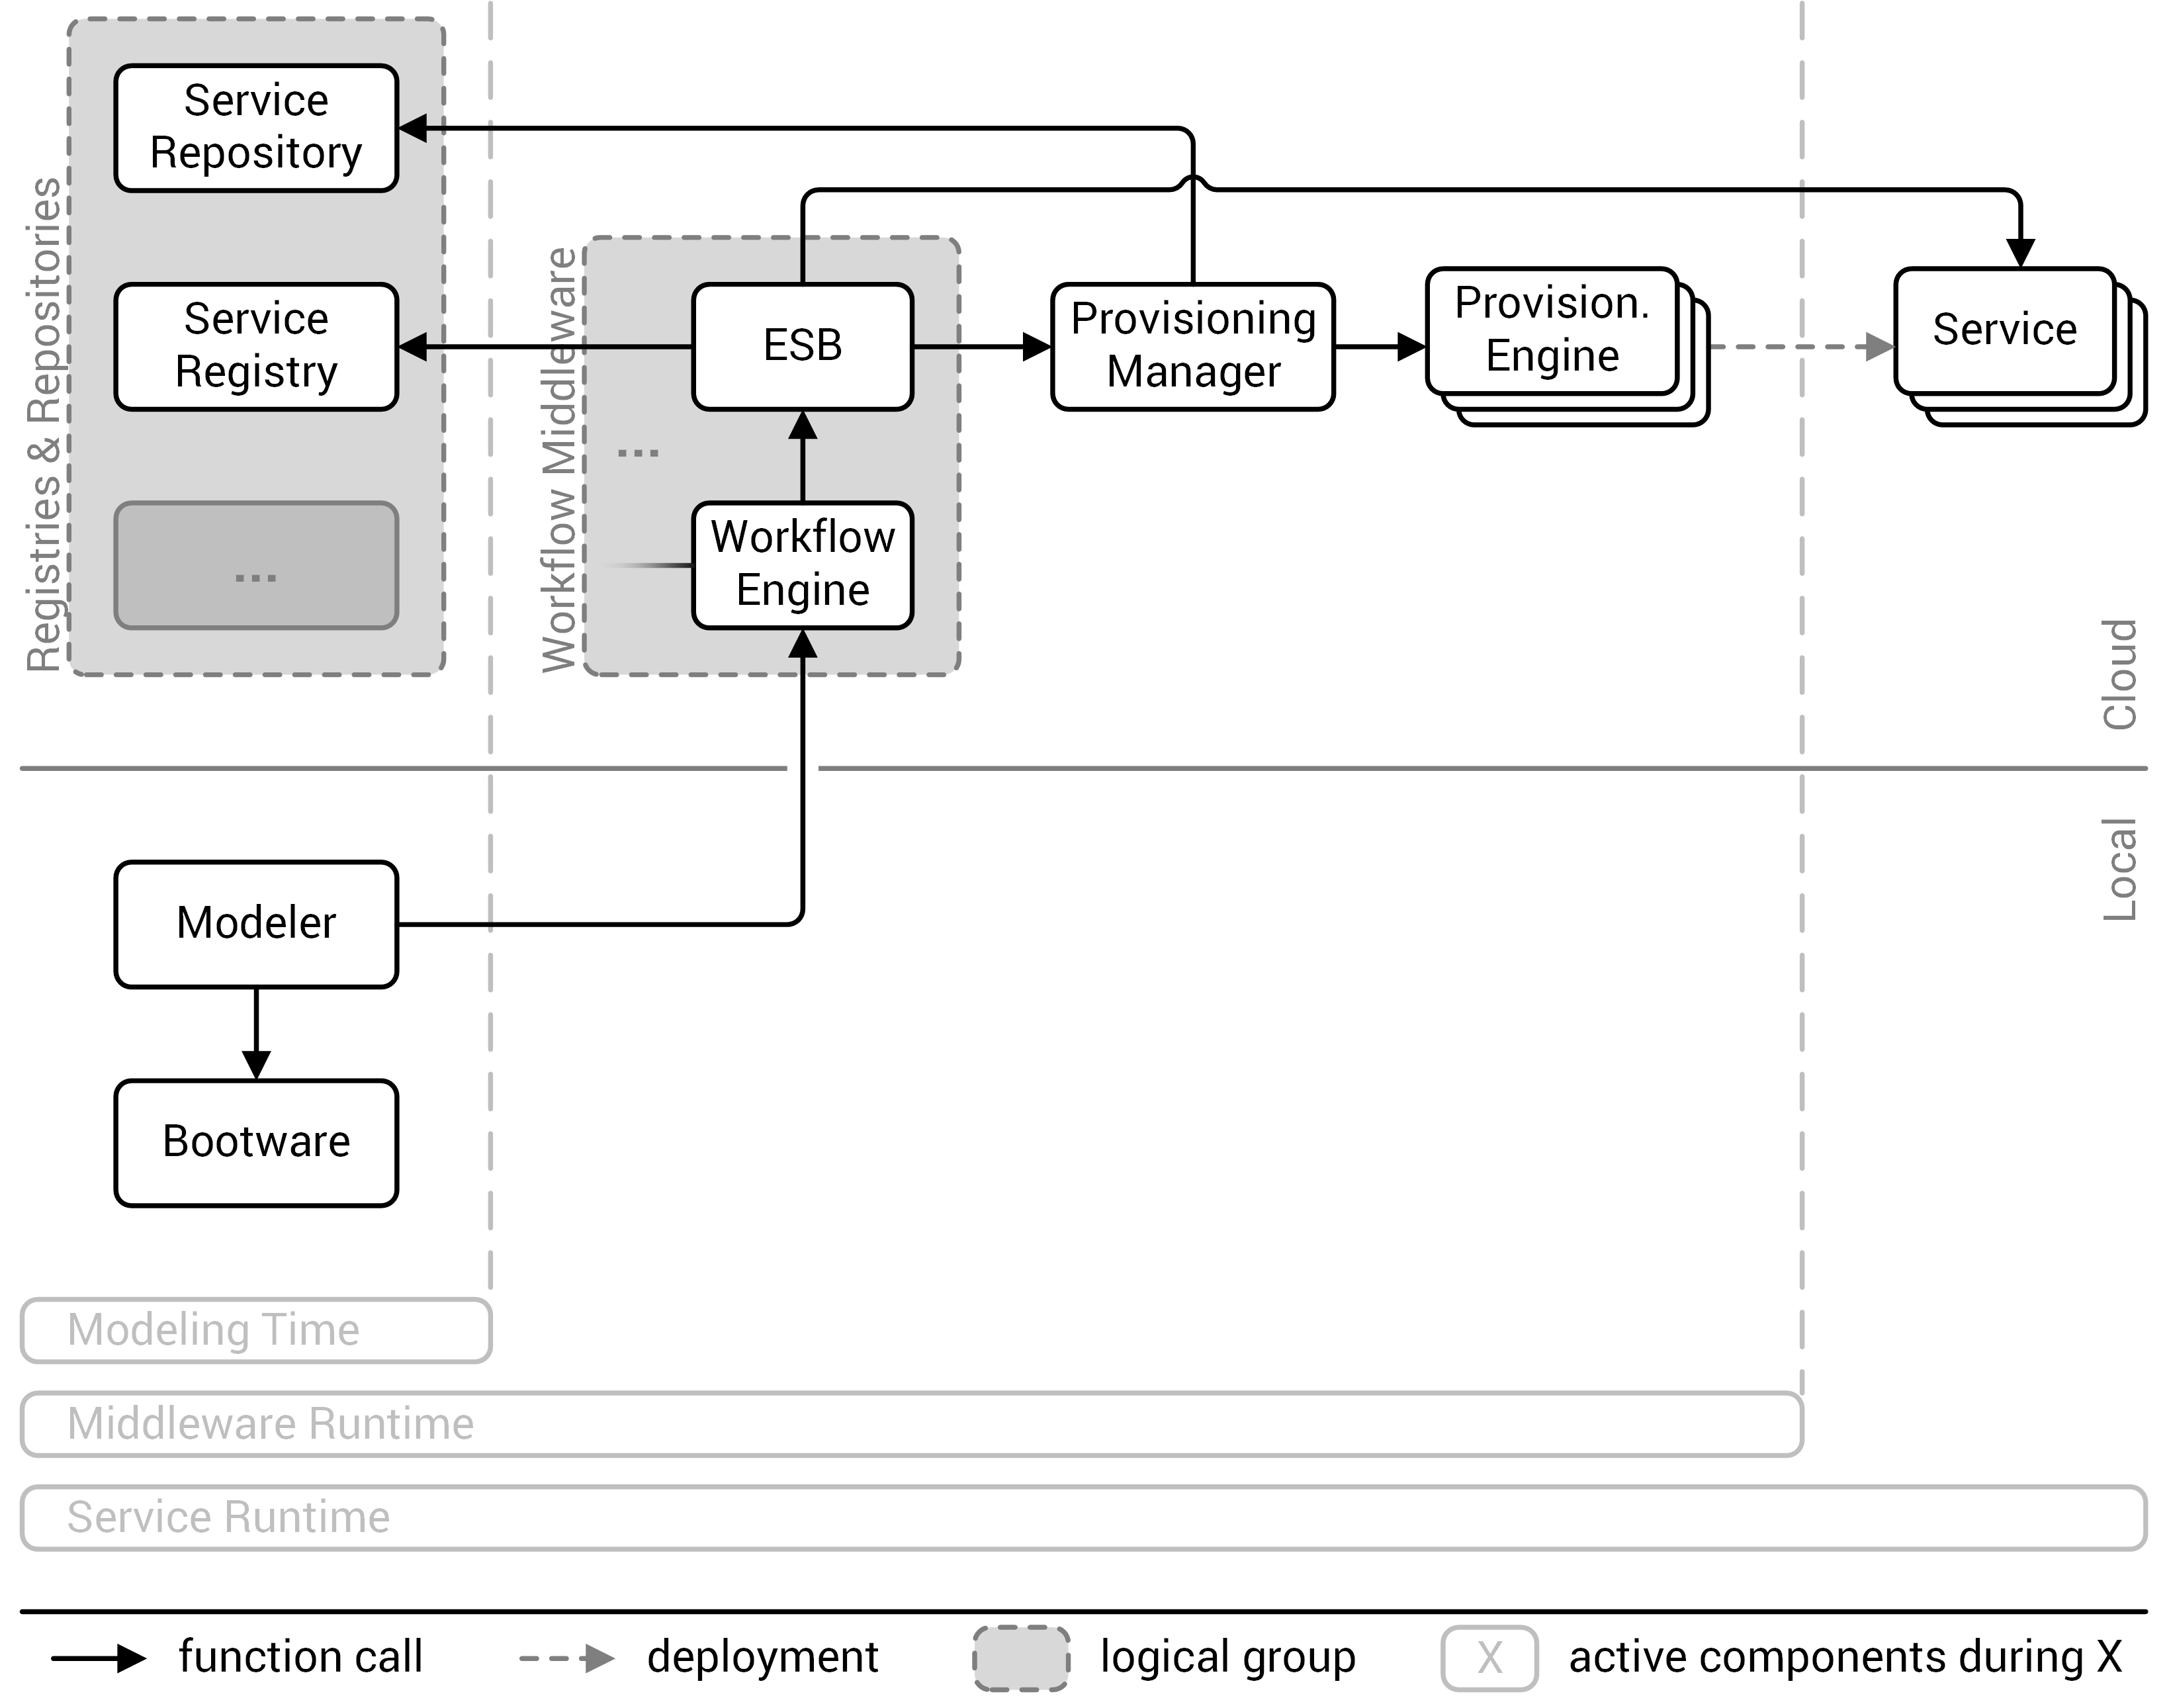 Registries & Repositories
Service
Repository
Service
Registry
...
Workflow Middleware
ESB
...
Workflow
Engine
Provisioning
Manager
Provision.
Engine
Service
Cloud
Local
Modeler
Bootware
Modeling Time
Middleware Runtime
Service Runtime
function call
deployment
logical group
X
active components during X